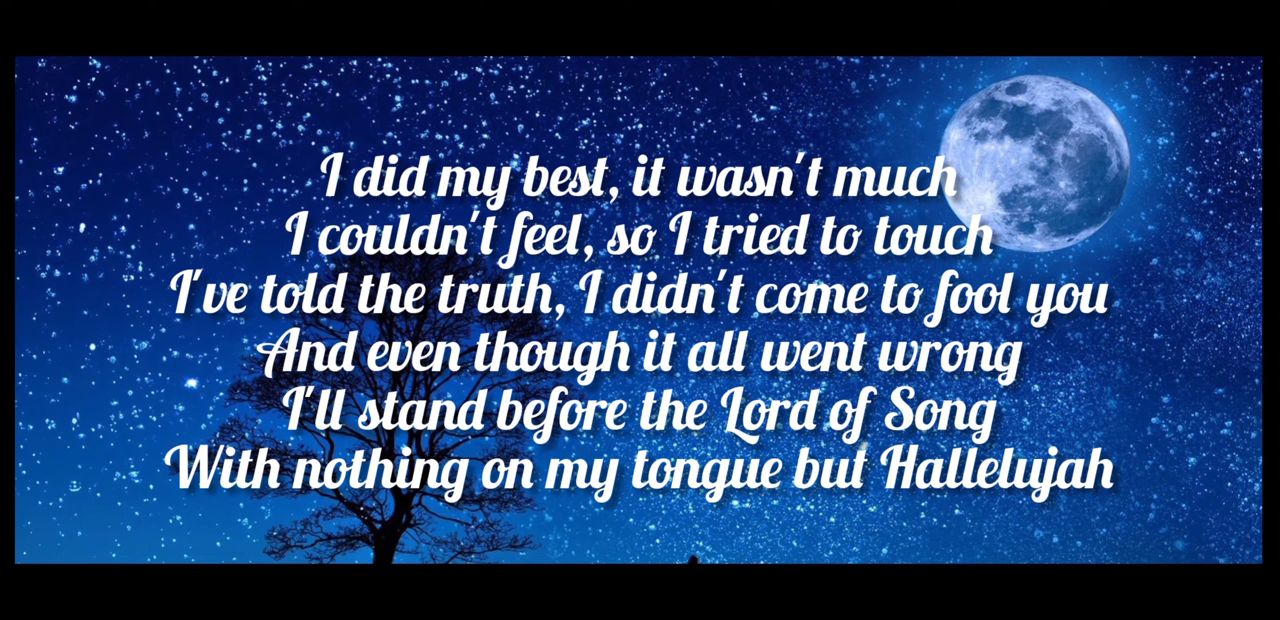 I did my best, it wasn't much
I couldn't feel, so I tried to touch
I've told the truth, I didn't come to fool you
And even though it all went wrong
I'll stand before the Lord of Song
With nothing on my tongue but Hallelujah